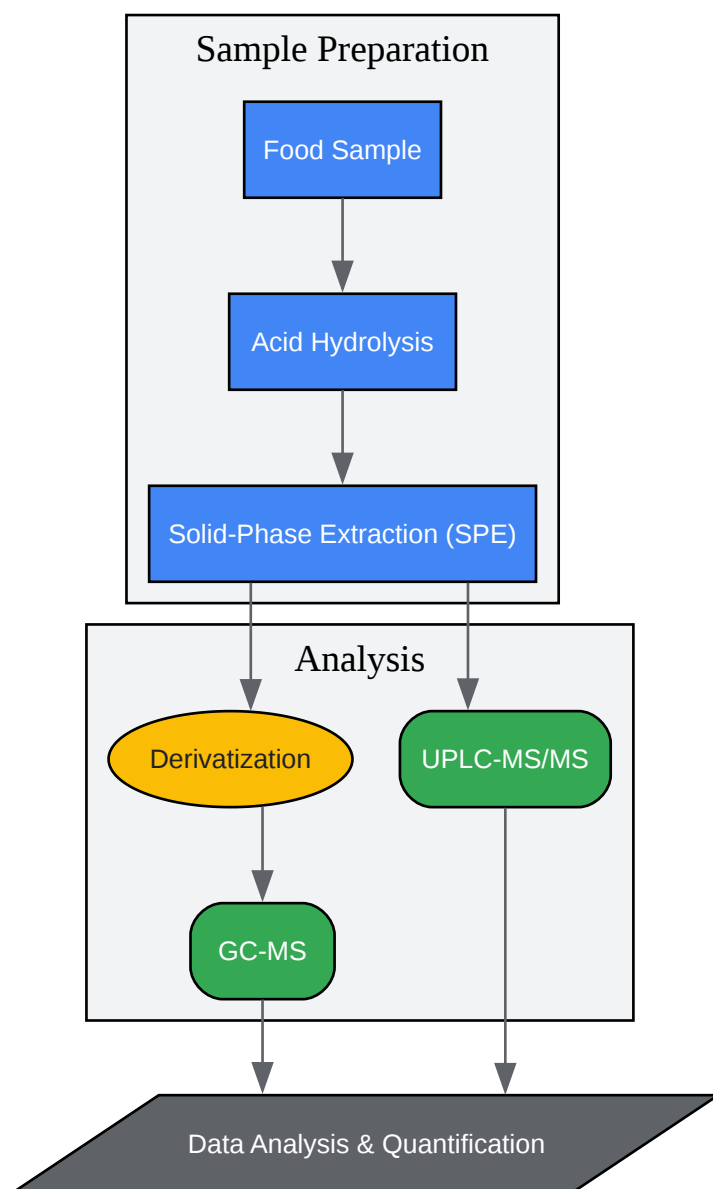 Sample Preparation
Food Sample
Acid Hydrolysis
Solid-Phase Extraction (SPE)
Analysis
Derivatization
UPLC-MS/MS
GC-MS
Data Analysis & Quantification